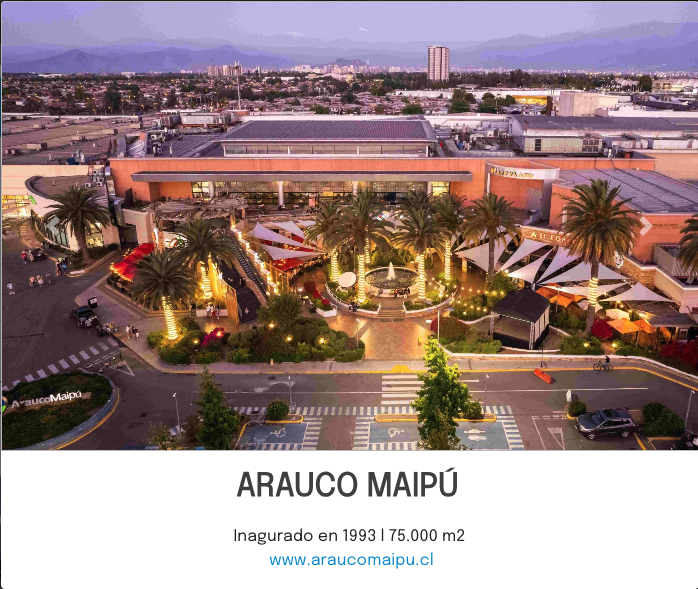 AraucoMaipú
ARAUCO MAIPÚ
Inagurado en 1993 | 75.000 m2
www.araucomaipu.cl